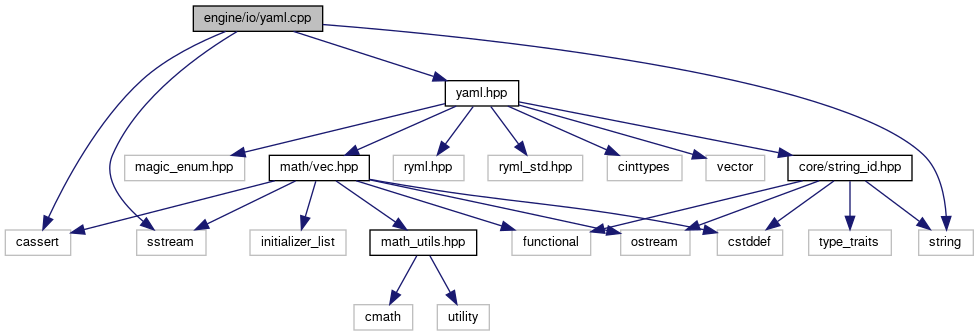 engine/io/yaml.cpp
yaml.hpp
magic_enum.hpp
math/vec.hpp
ryml.hpp
ryml_std.hpp
cinttypes
vector
core/string_id.hpp
cassert
sstream
initializer_list
math_utils.hpp
functional
ostream
cstddef
type_traits
string
cmath
utility